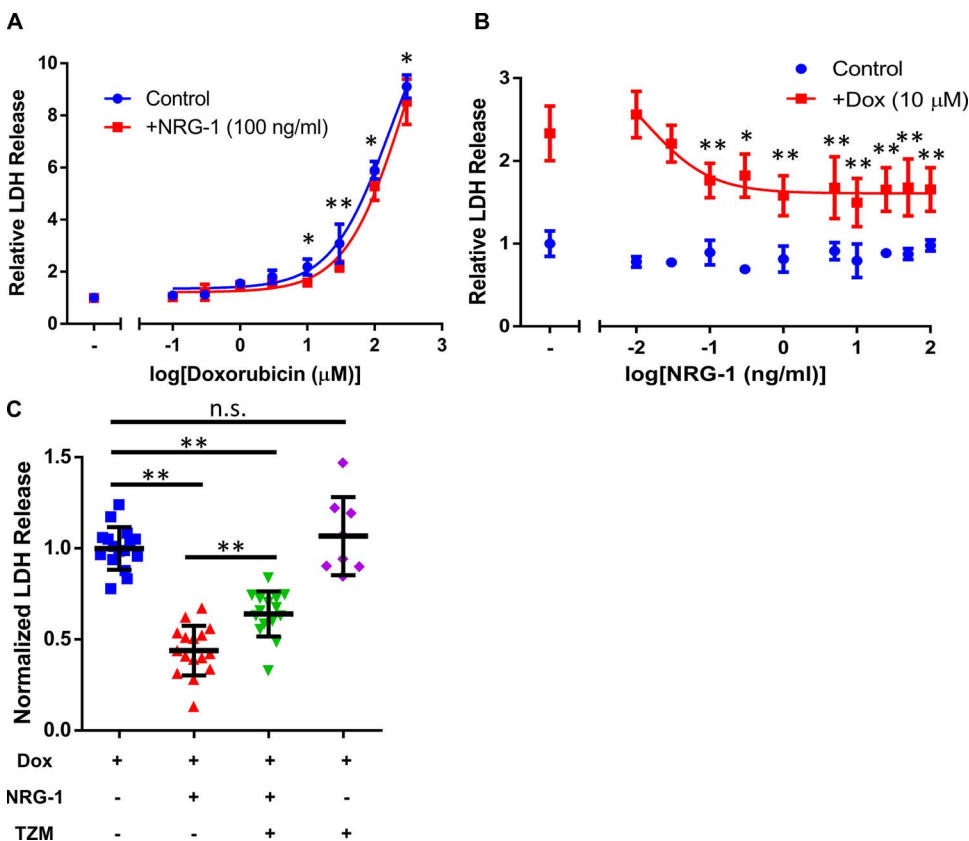 A
Relative LDH Release
10
8
6
4
2
0
Control
+NRG-1 (100 ng/ml)
*
**
*
*
- -1 0 1 2 3
log[Doxorubicin (μM)]
B
Relative LDH Release
3
2
1
0
Control
+Dox (10 μM)
** * ** ** ** ** ** **
- -2 -1 0 1 2
log[NRG-1 (ng/ml)]
C
Normalized LDH Release
1.5
1.0
0.5
0.0
n.s.
**
**
**
Dox + + + +
NRG-1 - + + -
TZM - - + +